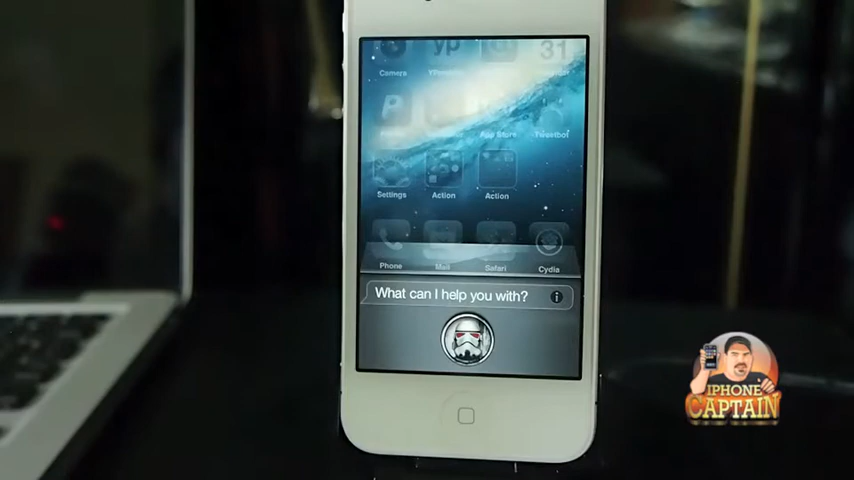 YP
31
Camera
App Store
Tweetbot
Settings
Action
Action
Phone
Mail
Safari
Cydia
What can I help you with?
IPHONE
CAPTAIN